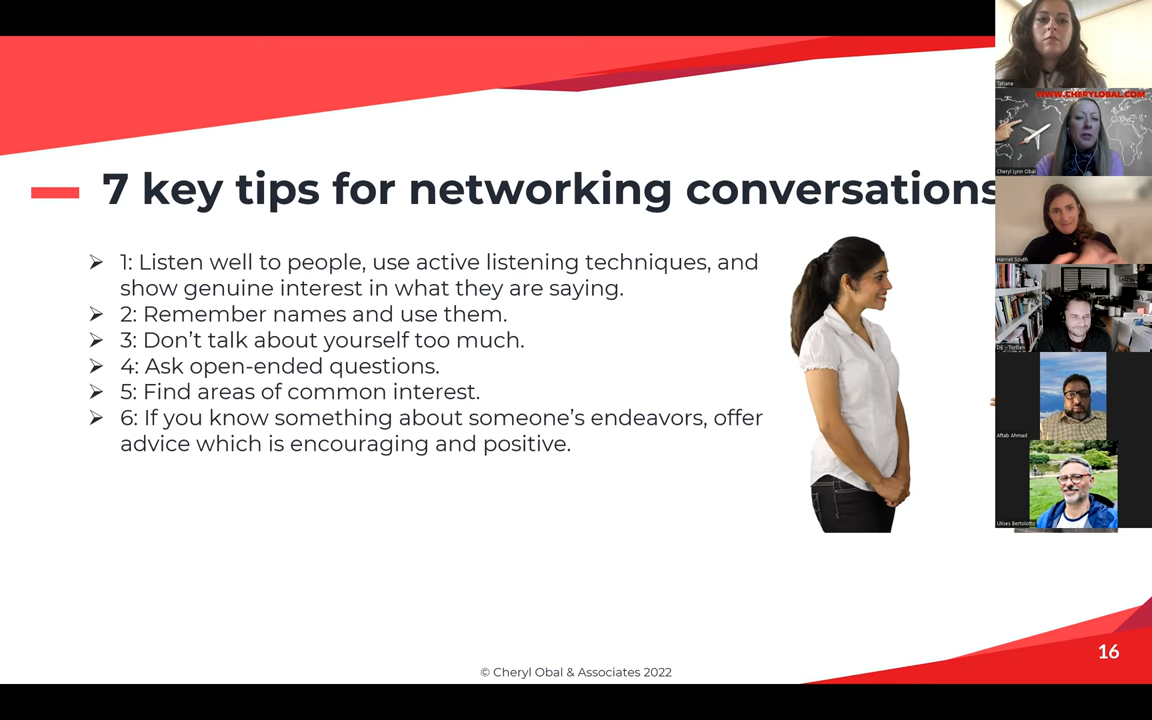 7 key tips for networking conversations
➢ 1: Listen well to people, use active listening techniques, and
show genuine interest in what they are saying.
➢ 2: Remember names and use them.
➢ 3: Don’t talk about yourself too much.
➢ 4: Ask open-ended questions.
➢ 5: Find areas of common interest.
➢ 6: If you know something about someone’s endeavors, offer
advice which is encouraging and positive.
© Cheryl Obal & Associates 2022
16
Tatiana
WWW.CHERYLOBAL.COM
Cheryl Lynn Obal
Harriet South
Aftab Ahmad
Ulises Bertolotto